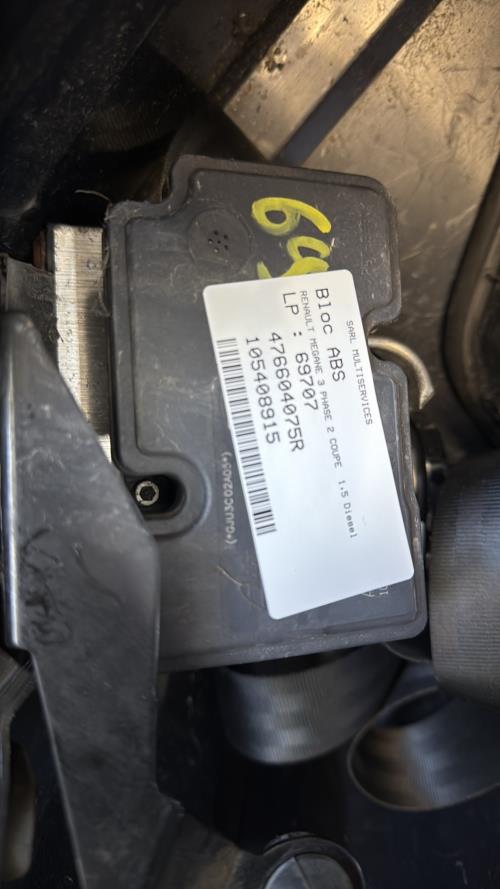 SARL MULTISERVICES
Bloc ABS
RENAULT MEGANE 3 PHASE 2 COUPE 1,5 Diesel
LP : 69707
476604075R
105408915